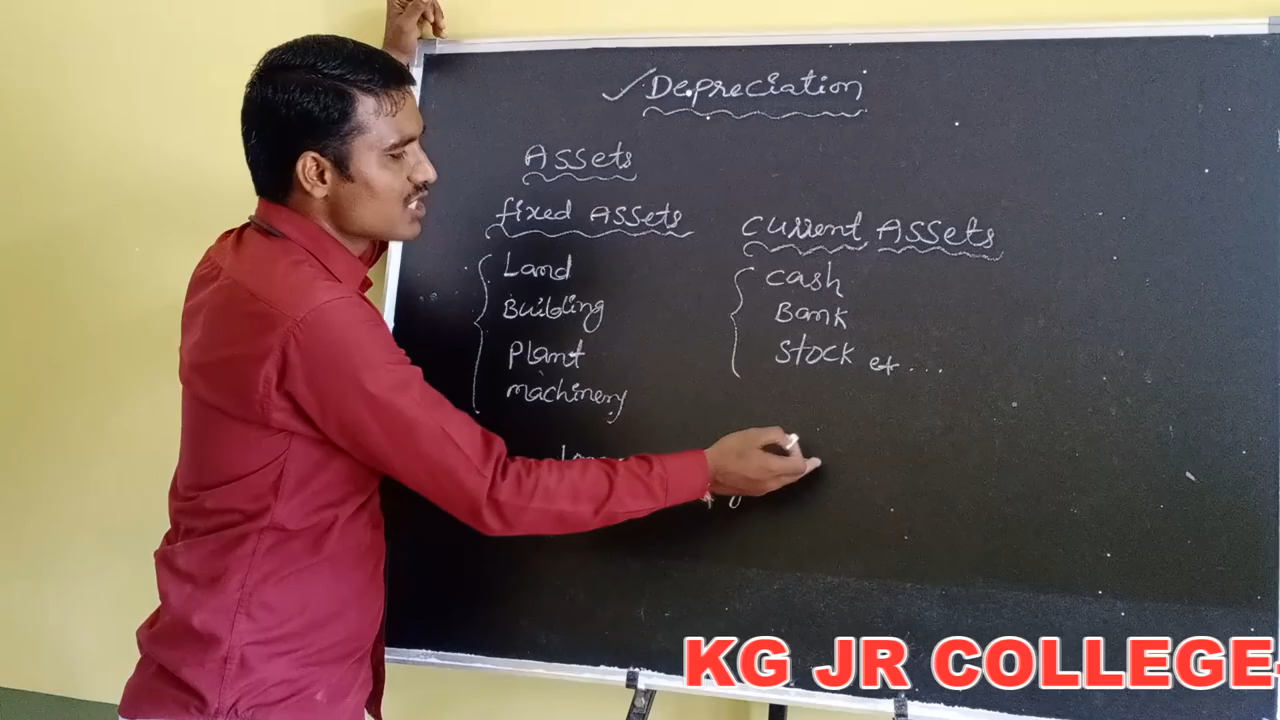 Depreciation
Assets
fixed Assets
Land
Building
Plant
machinery
current Assets
cash
Bank
Stock et...
KG JR COLLEGE-